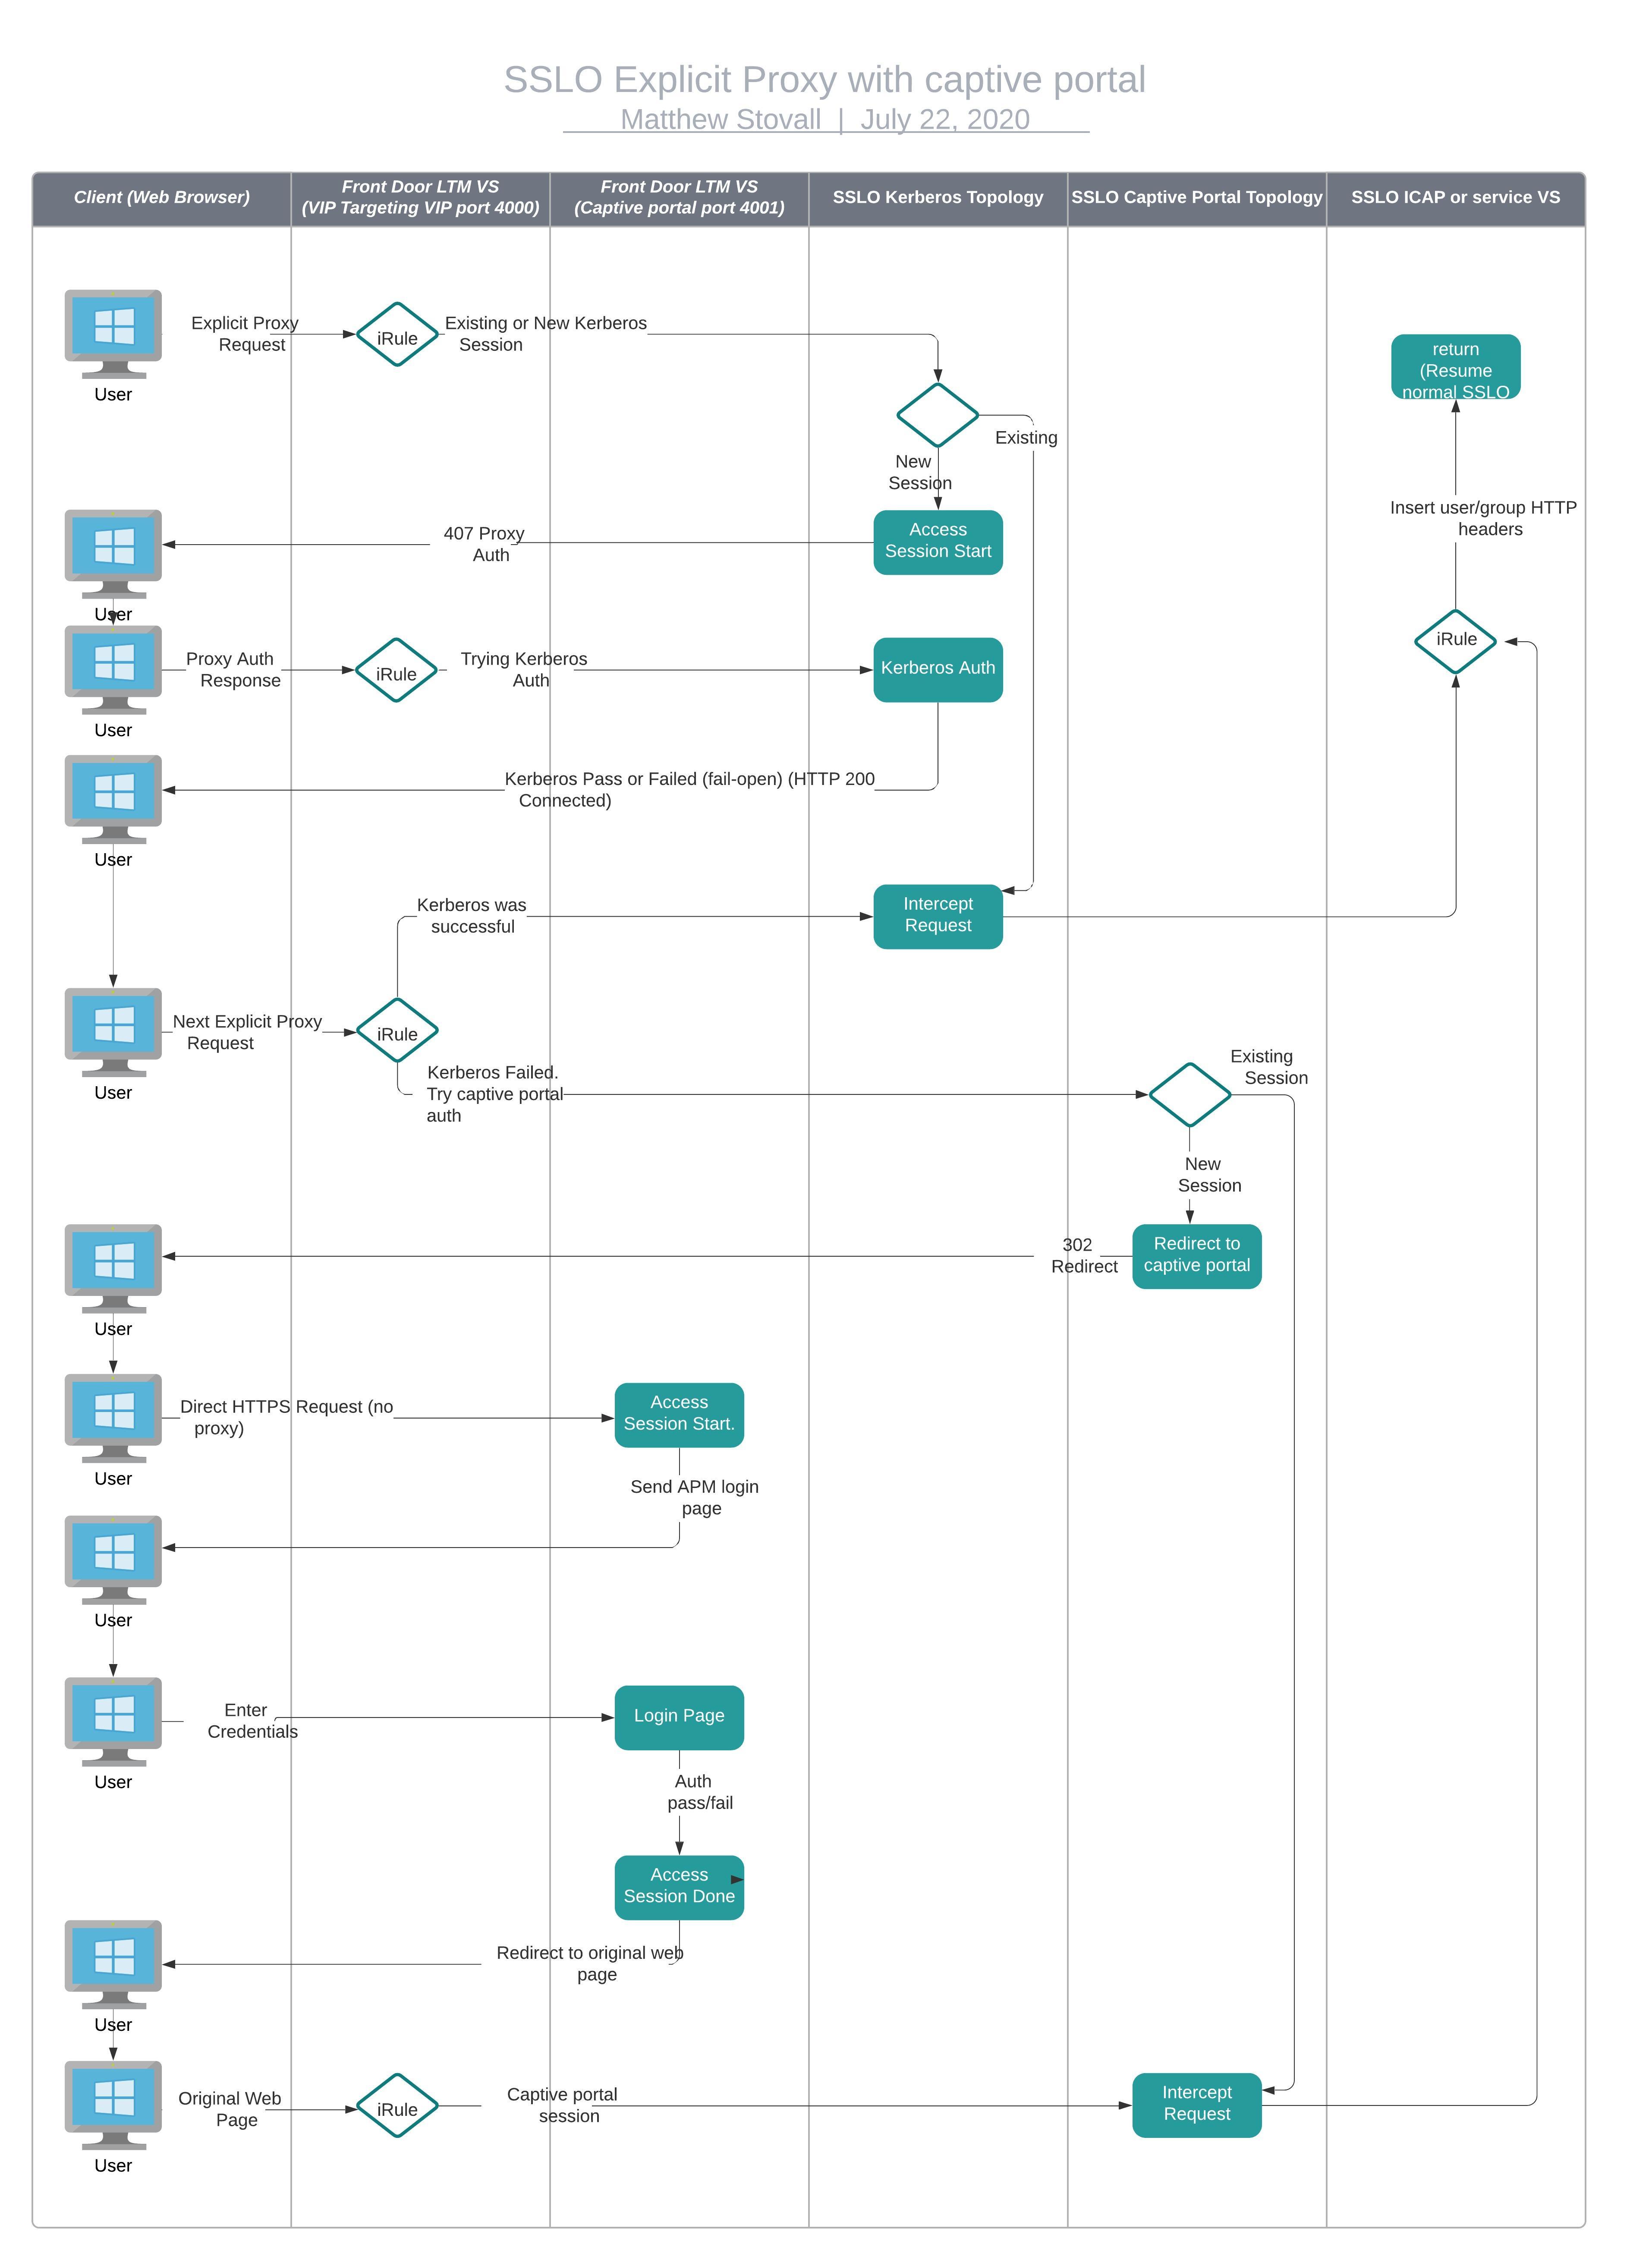 SSLO Explicit Proxy with captive portal
Matthew Stovall | July 22, 2020
Client (Web Browser)
Front Door LTM VS
(VIP Targeting VIP port 4000)
Front Door LTM VS
(Captive portal port 4001)
SSLO Kerberos Topology
SSLO Captive Portal Topology
SSLO ICAP or service VS
User
Explicit Proxy
Request
iRule
Existing or New Kerberos
Session
return
(Resume
normal SSLO
Existing
New
Session
Insert user/group HTTP
headers
User
407 Proxy
Auth
Access
Session Start
User
Proxy Auth
Response
iRule
Trying Kerberos
Auth
Kerberos Auth
iRule
User
Kerberos Pass or Failed (fail-open) (HTTP 200
Connected)
Kerberos was
successful
Intercept
Request
User
Next Explicit Proxy
Request
iRule
Kerberos Failed.
Try captive portal
auth
Existing
Session
New
Session
User
302
Redirect
Redirect to
captive portal
User
Direct HTTPS Request (no
proxy)
Access
Session Start.
Send APM login
page
User
User
Enter
Credentials
Login Page
Auth
pass/fail
Access
Session Done
User
Redirect to original web
page
User
Original Web
Page
iRule
Captive portal
session
Intercept
Request